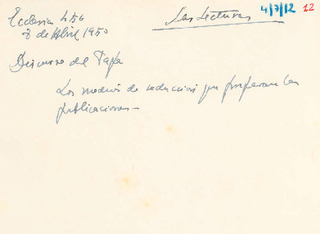 Ecclesia 456
8 de Abril 1950
Las Lecturas
4/7/12
12
Discurso del Papa
Los modos de redacción que preparan las
publicaciones —